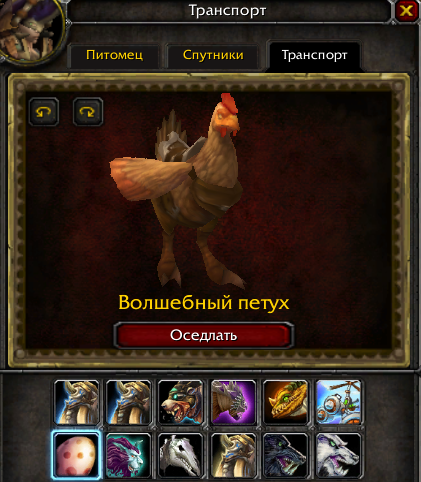 Транспорт
Питомец Спутники Транспорт
Волшебный петух
Оседлать